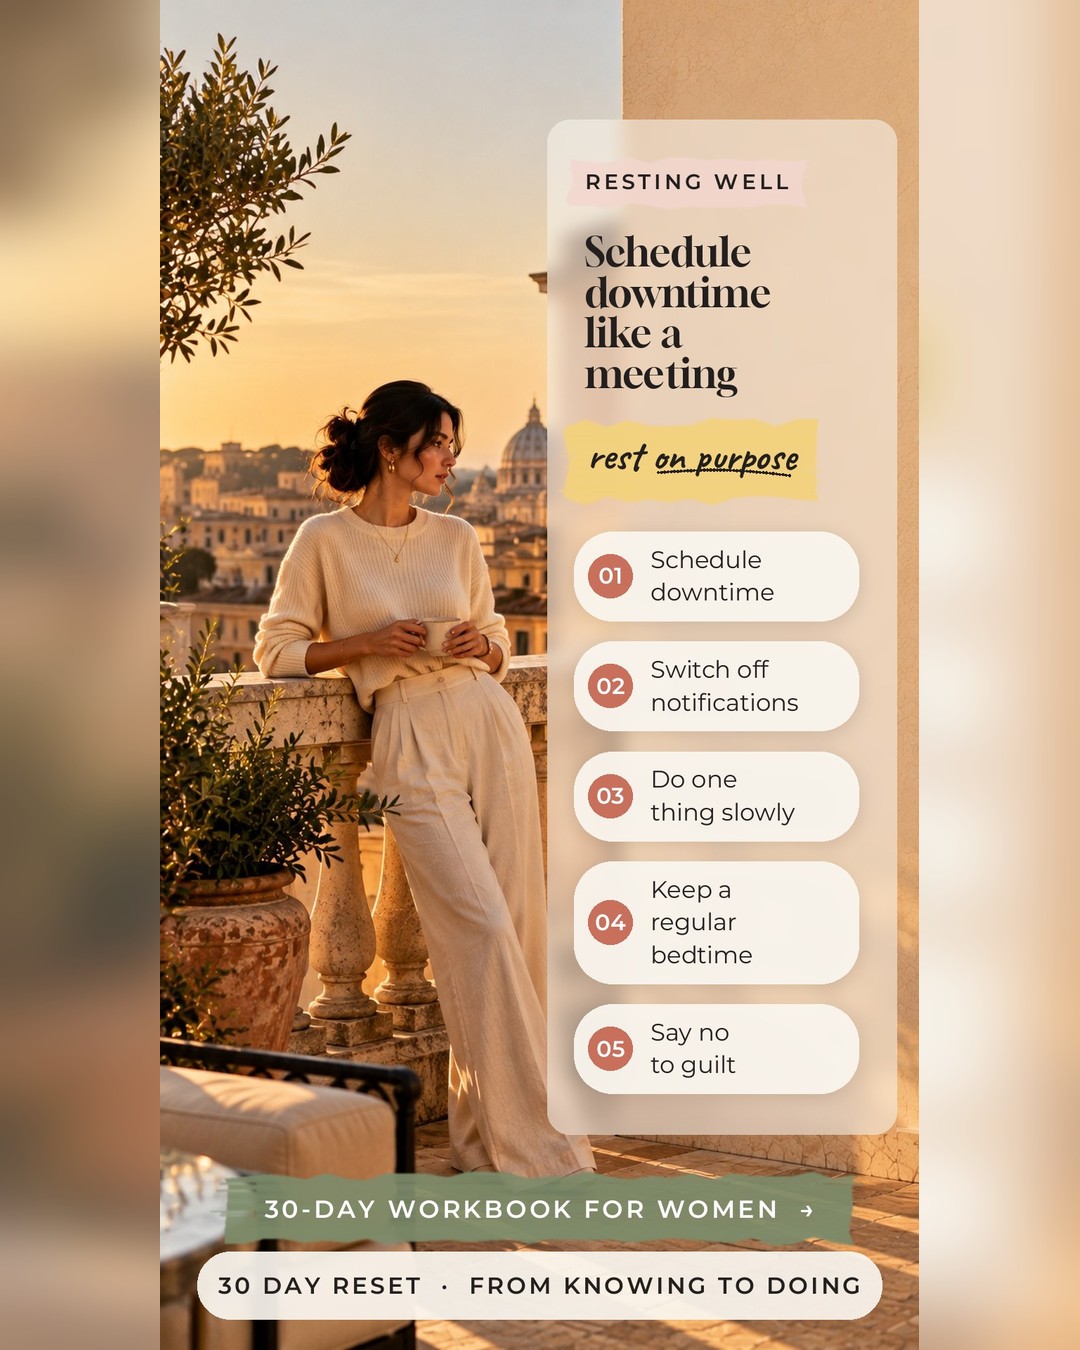 RESTING WELL
Schedule
downtime
like a
meeting
rest on purpose
01 Schedule
downtime
02 Switch off
notifications
03 Do one
thing slowly
04 Keep a
regular
bedtime
05 Say no
to guilt
30-DAY WORKBOOK FOR WOMEN →
30 DAY RESET · FROM KNOWING TO DOING